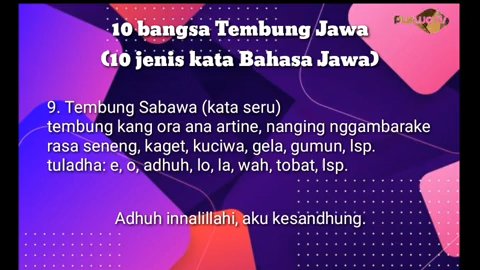 10 bangsa Tembung Jawa
(10 jenis kata Bahasa Jawa)
9. Tembung Sabawa (kata seru)
tembung kang ora ana artine, nanging nggambarake
rasa seneng, kaget, kuciwa, gela, gumun, lsp.
tuladha: e, o, adhuh, lo, la, wah, tobat, lsp.
Adhuh innalillahi, aku kesandhung.